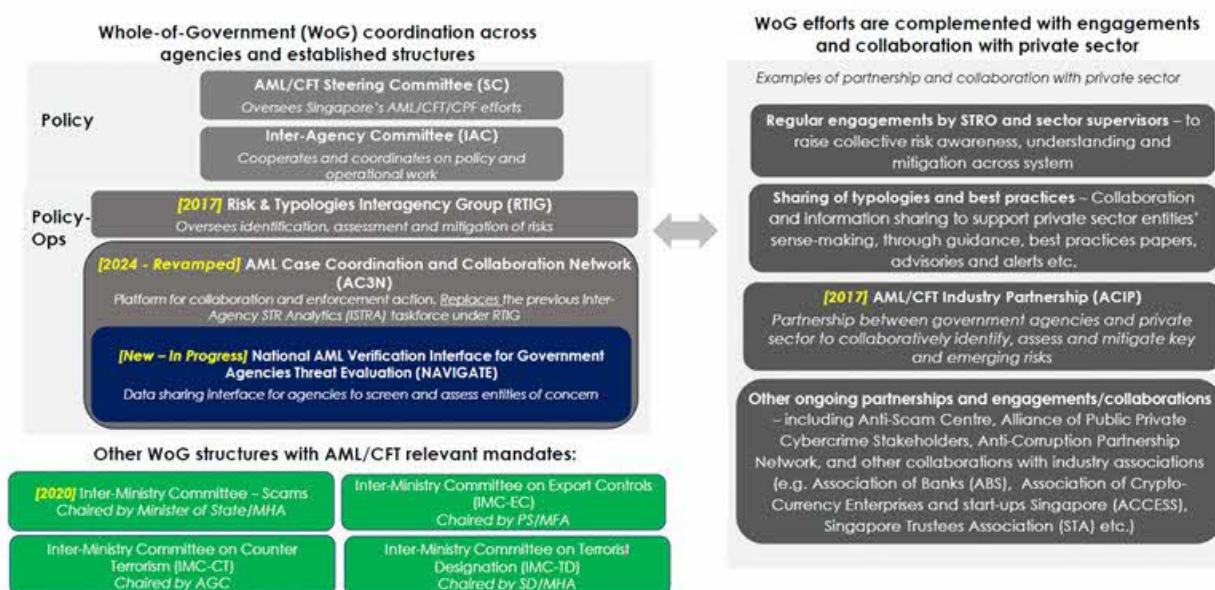 Whole-of-Government (WoG) coordination across
agencies and established structures
Policy
AML/CFT Steering Committee (SC)
Oversees Singapore's AML/CFT/CPF efforts
Inter-Agency Committee (IAC)
Cooperates and coordinates on policy and
operational work
Policy-
Ops
[2017] Risk & Typologies Interagency Group (RTIG)
Oversees identification, assessment and mitigation of risks
[2024 - Revamped] AML Case Coordination and Collaboration Network
(AC3N)
Platform for collaboration and enforcement action. Replaces the previous Inter-
Agency STR Analytics (ISTRA) taskforce under RTIG
[New – In Progress] National AML Verification Interface for Government
Agencies Threat Evaluation (NAVIGATE)
Data sharing interface for agencies to screen and assess entities of concern
Other WoG structures with AML/CFT relevant mandates:
[2020] Inter-Ministry Committee – Scams
Chaired by Minister of State/MHA
Inter-Ministry Committee on Export Controls
(IMC-EC)
Chaired by PS/MFA
Inter-Ministry Committee on Counter
Terrorism (IMC-CT)
Chaired by AGC
Inter-Ministry Committee on Terrorist
Designation (IMC-TD)
Chaired by SD/MHA
WoG efforts are complemented with engagements
and collaboration with private sector
Examples of partnership and collaboration with private sector
Regular engagements by STRO and sector supervisors – to
raise collective risk awareness, understanding and
mitigation across system
Sharing of typologies and best practices – Collaboration
and information sharing to support private sector entities'
sense-making, through guidance, best practices papers,
advisories and alerts etc.
[2017] AML/CFT Industry Partnership (ACIP)
Partnership between government agencies and private
sector to collaboratively identify, assess and mitigate key
and emerging risks
Other ongoing partnerships and engagements/collaborations
– including Anti-Scam Centre, Alliance of Public Private
Cybercrime Stakeholders, Anti-Corruption Partnership
Network, and other collaborations with industry associations
(e.g. Association of Banks (ABS), Association of Crypto-
Currency Enterprises and start-ups Singapore (ACCESS),
Singapore Trustees Association (STA) etc.)